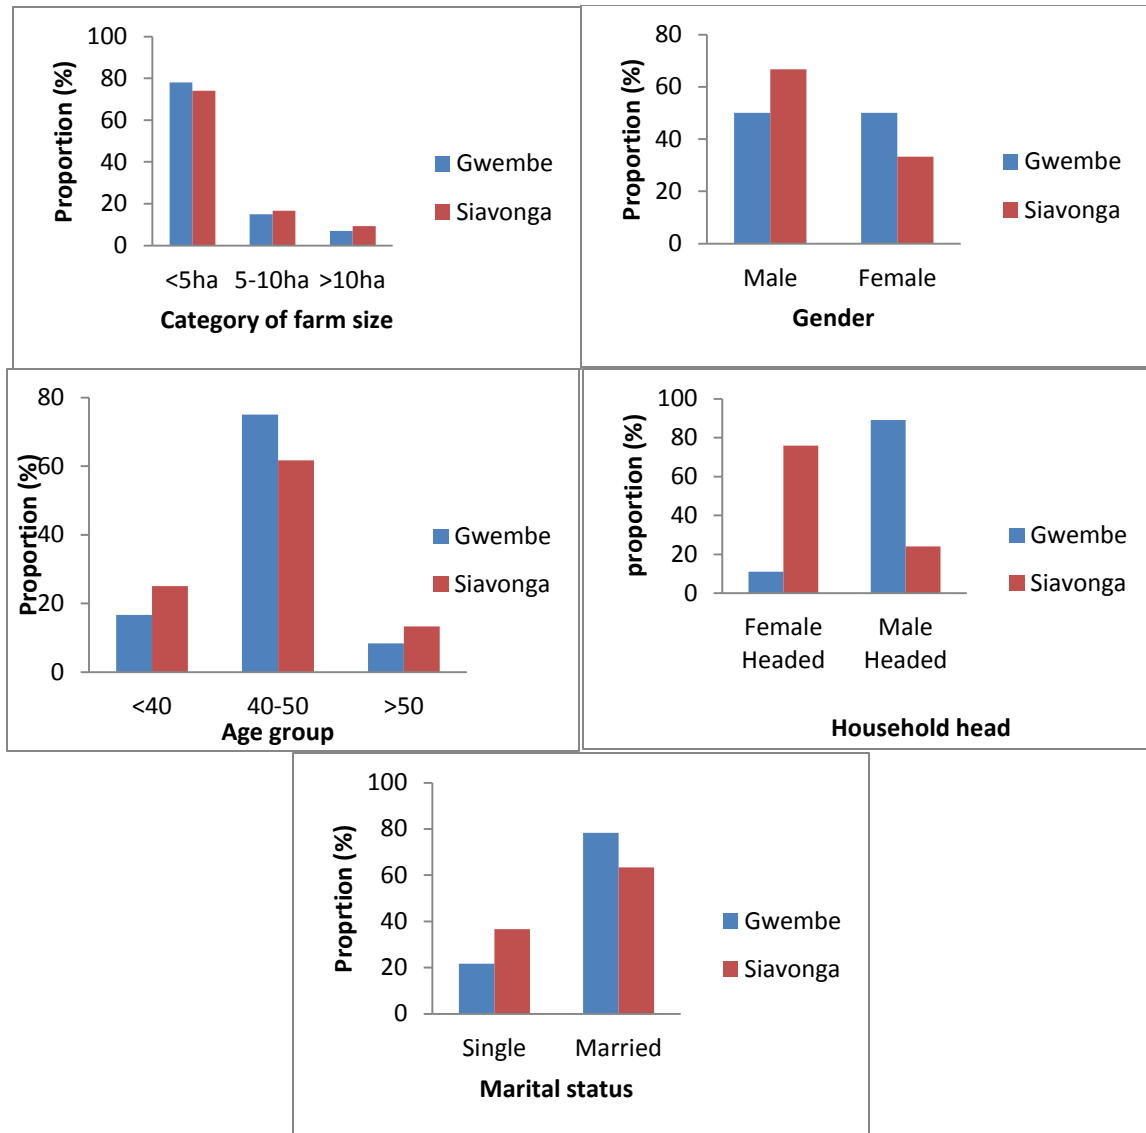 100
80
60
40
20
0
Proportion (%)
<5ha 5-10ha >10ha
Category of farm size
Gwembe
Siavonga
80
60
40
20
0
Proportion (%)
Male Female
Gender
Gwembe
Siavonga
80
60
40
20
0
Proportion (%)
<40 40-50 >50
Age group
Gwembe
Siavonga
100
80
60
40
20
0
proportion (%)
Female Male
Headed Headed
Household head
Gwembe
Siavonga
100
80
60
40
20
0
Proprtion (%)
Single Married
Marital status
Gwembe
Siavonga